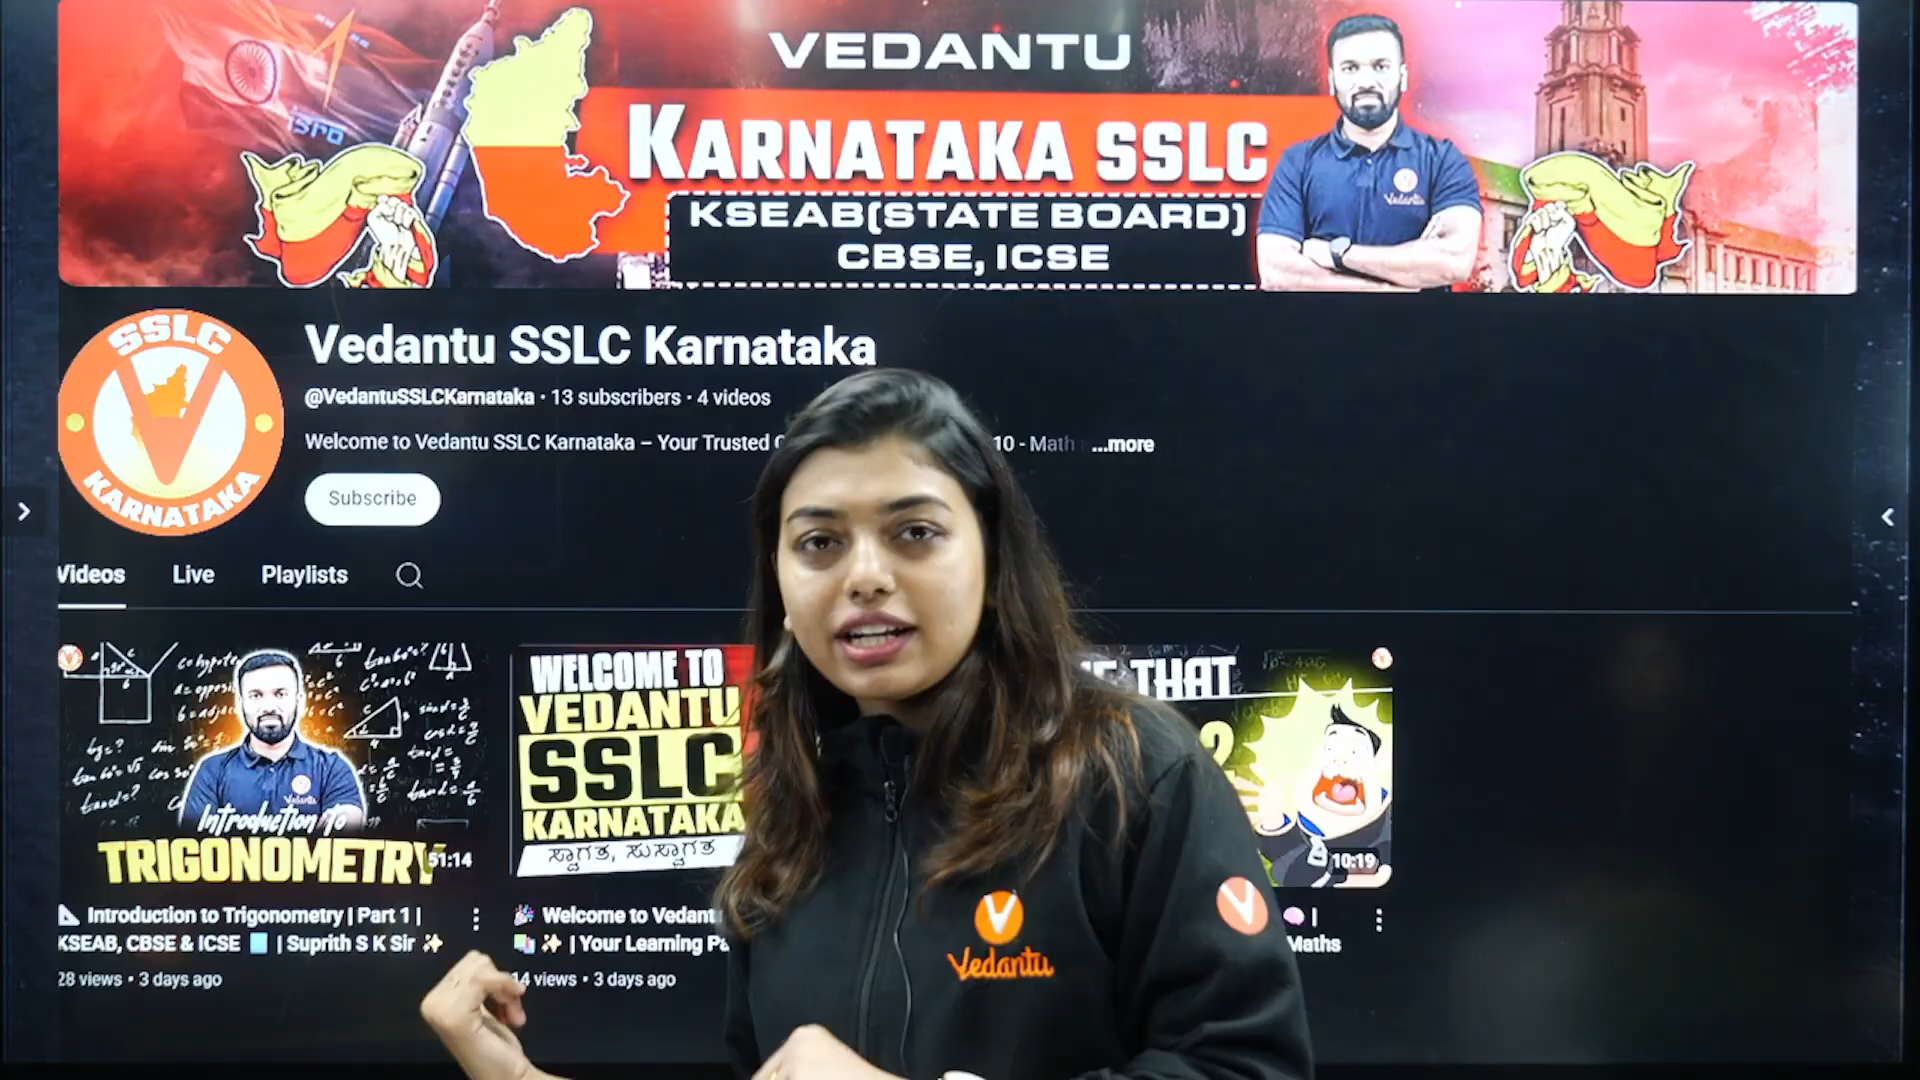 VEDANTU
KARNATAKA SSLC
KSEAB(STATE BOARD)
CBSE, ICSE
isro
Vedantu
SSLC
KARNATAKA
Vedantu SSLC Karnataka
@VedantuSSLCKarnataka · 13 subscribers · 4 videos
Welcome to Vedantu SSLC Karnataka – Your Trusted
10 - Math ...more
Subscribe
Videos Live Playlists
Introduction to
TRIGONOMETRY
51:14
WELCOME TO
VEDANTU
SSLC
KARNATAKA
ಸ್ವಾಗತ, ಸುಸ್ವಾಗತ
THAT
10:19
Introduction to Trigonometry | Part 1 |
KSEAB, CBSE & ICSE | Suprith S K Sir
28 views · 3 days ago
Welcome to Vedant
| Your Learning Pa
14 views · 3 days ago
|
Maths
Vedantu